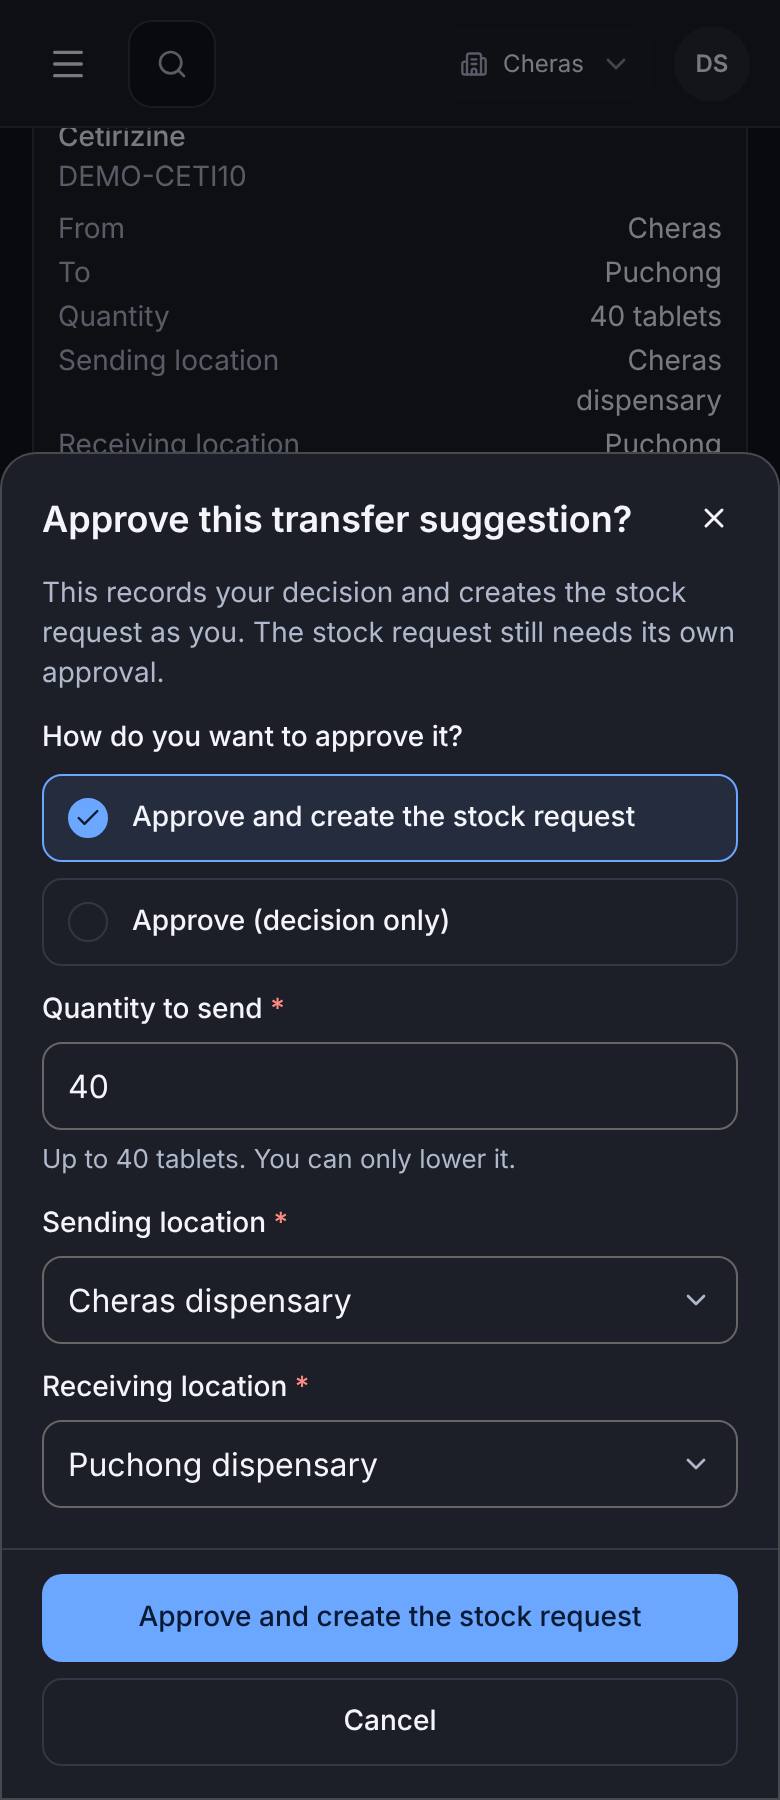 Cheras
DS
Cetirizine
DEMO-CETI10
From Cheras
To Puchong
Quantity 40 tablets
Sending location Cheras
dispensary
Receiving location Puchong
Approve this transfer suggestion?
This records your decision and creates the stock
request as you. The stock request still needs its own
approval.
How do you want to approve it?
Approve and create the stock request
Approve (decision only)
Quantity to send *
40
Up to 40 tablets. You can only lower it.
Sending location *
Cheras dispensary
Receiving location *
Puchong dispensary
Approve and create the stock request
Cancel